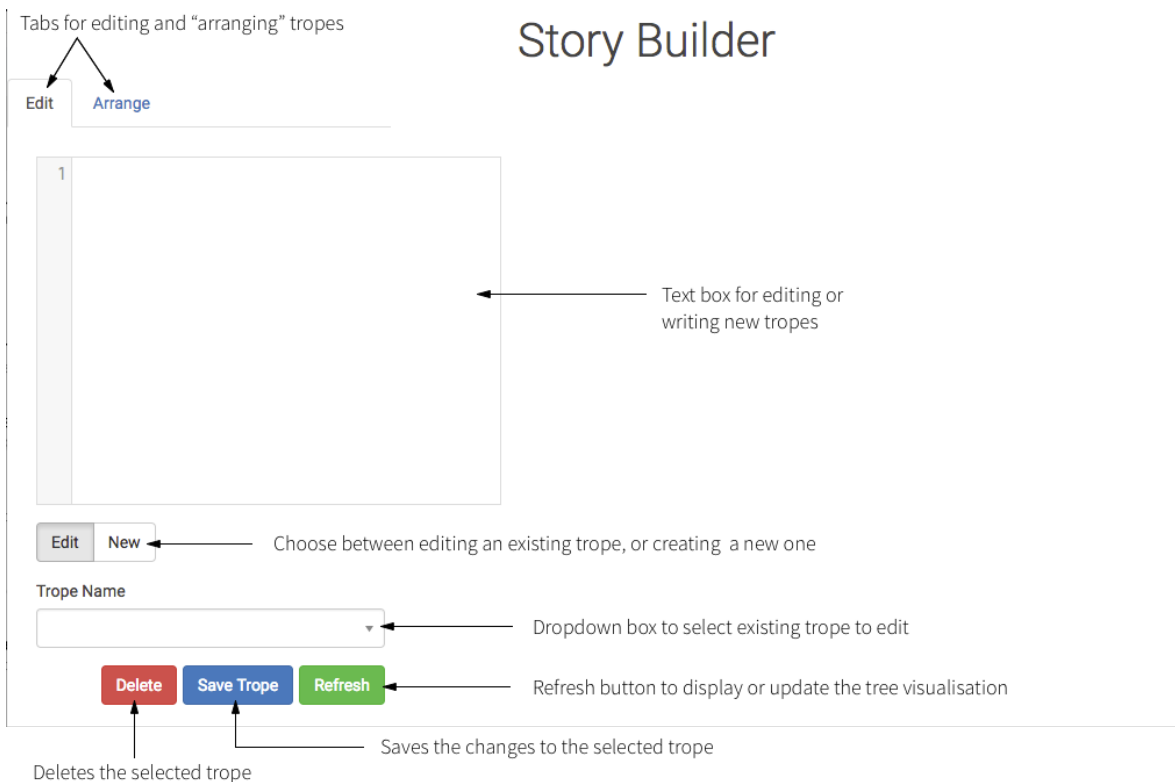 Tabs for editing and “arranging” tropes
Story Builder
Edit
Arrange
1
Text box for editing or
writing new tropes
Edit
New
Choose between editing an existing trope, or creating a new one
Trope Name
Dropdown box to select existing trope to edit
Delete
Save Trope
Refresh
Refresh button to display or update the tree visualisation
Saves the changes to the selected trope
Deletes the selected trope